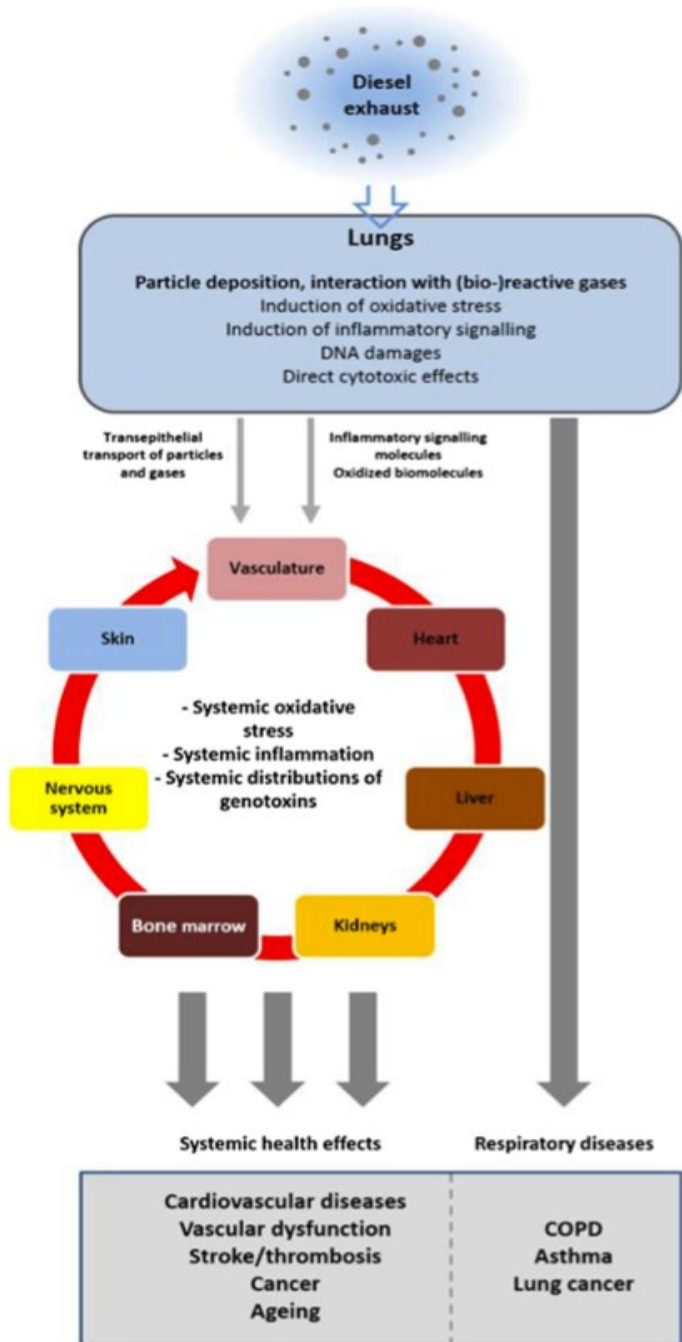 Diesel
exhaust
Lungs
Particle deposition, interaction with (bio-)reactive gases
Induction of oxidative stress
Induction of inflammatory signalling
DNA damages
Direct cytotoxic effects
Transepithelial
transport of particles
and gases
Inflammatory signalling
molecules
Oxidized biomolecules
Vasculature
Skin
Heart
- Systemic oxidative
stress
- Systemic inflammation
- Systemic distributions of
genotoxins
Nervous
system
Liver
Bone marrow
Kidneys
Systemic health effects
Respiratory diseases
Cardiovascular diseases
Vascular dysfunction
Stroke/thrombosis
Cancer
Ageing
COPD
Asthma
Lung cancer